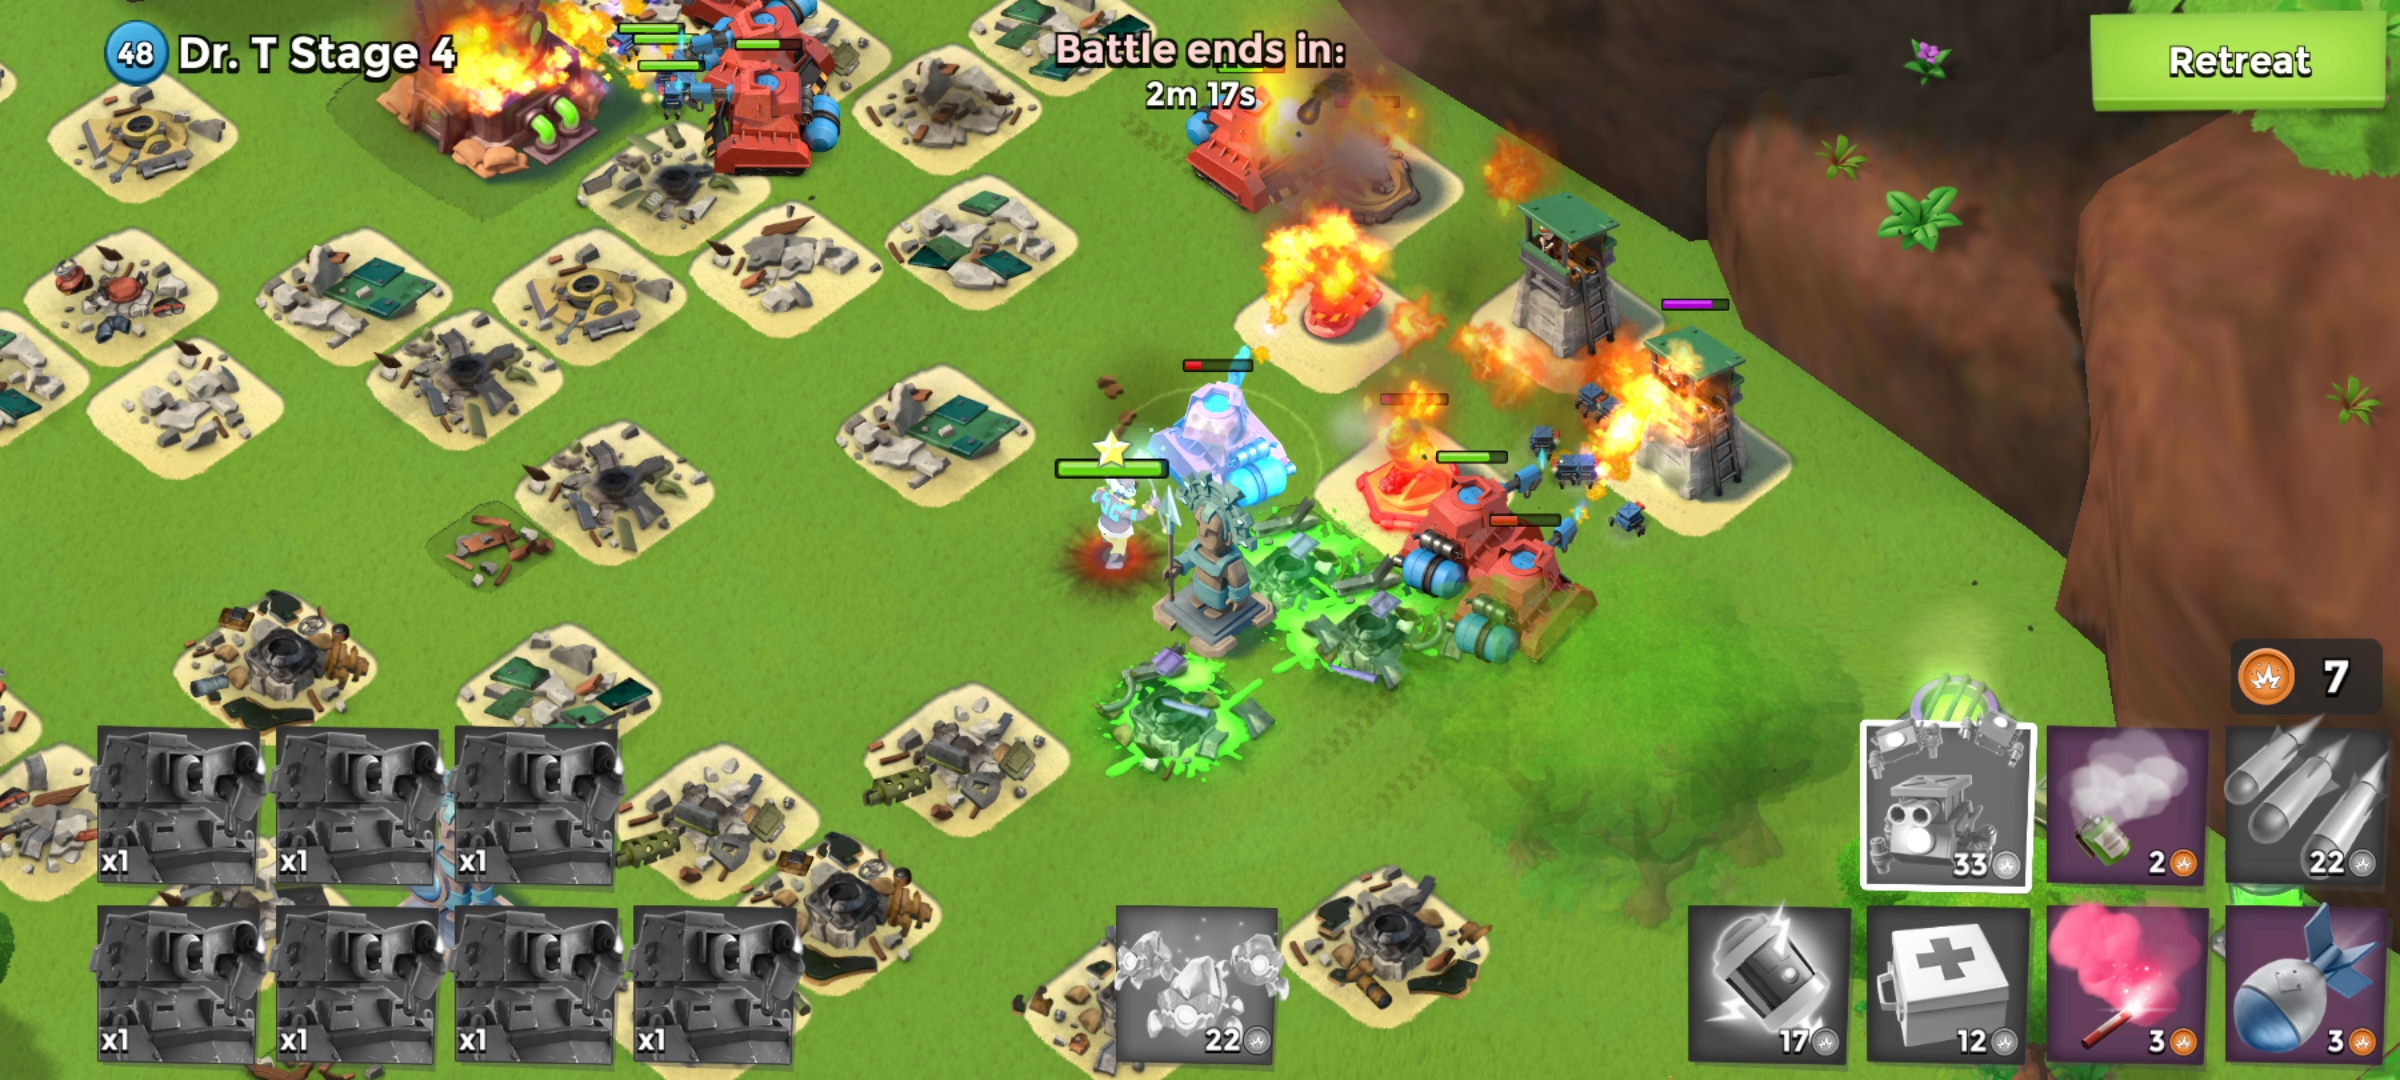 48 Dr. T Stage 4
Battle ends in:
2m 17s
Retreat
7
x1 x1 x1
33 2 22
x1 x1 x1 x1
22 17 12 3 3